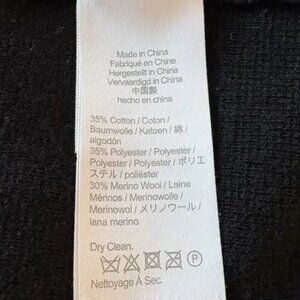 Made in China
Fabriqué en Chine
Hergestellt in China
Vervaardigd in China
中国製
hecho en china
35% Cotton / Coton /
Baumwolle / Katoen / 綿 /
algodón
35% Polyester / Polyester /
Polyester / Polyester / ポリエ
ステル / poliéster
30% Merino Wool / Laine
Mérinos / Merinowolle /
Merinowol / メリノウール /
lana merino
Dry Clean.
P
Nettoyage À Sec.